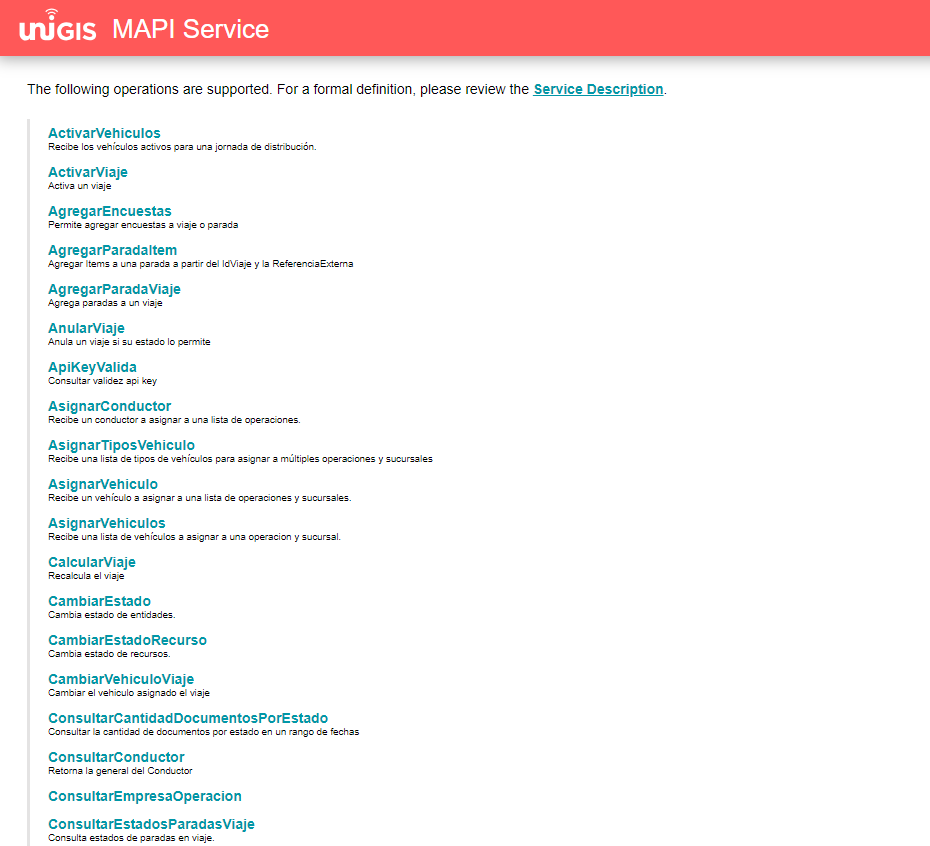 unigis MAPI Service
The following operations are supported. For a formal definition, please review the Service Description.
ActivarVehiculos
Recibe los vehículos activos para una jornada de distribución.
ActivarViaje
Activa un viaje
AgregarEncuestas
Permite agregar encuestas a viaje o parada
AgregarParadaItem
Agregar Items a una parada a partir del IdViaje y la ReferenciaExterna
AgregarParadaViaje
Agrega paradas a un viaje
AnularViaje
Anula un viaje si su estado lo permite
ApiKeyValida
Consultar validez api key
AsignarConductor
Recibe un conductor a asignar a una lista de operaciones.
AsignarTiposVehiculo
Recibe una lista de tipos de vehículos para asignar a múltiples operaciones y sucursales
AsignarVehiculo
Recibe un vehículo a asignar a una lista de operaciones y sucursales.
AsignarVehiculos
Recibe una lista de vehículos a asignar a una operacion y sucursal.
CalcularViaje
Recalcula el viaje
CambiarEstado
Cambia estado de entidades.
CambiarEstadoRecurso
Cambia estado de recursos.
CambiarVehiculoViaje
Cambiar el vehiculo asignado el viaje
ConsultarCantidadDocumentosPorEstado
Consultar la cantidad de documentos por estado en un rango de fechas
ConsultarConductor
Retorna la general del Conductor
ConsultarEmpresaOperacion
ConsultarEstadosParadasViaje
Consulta estados de paradas en viaje.